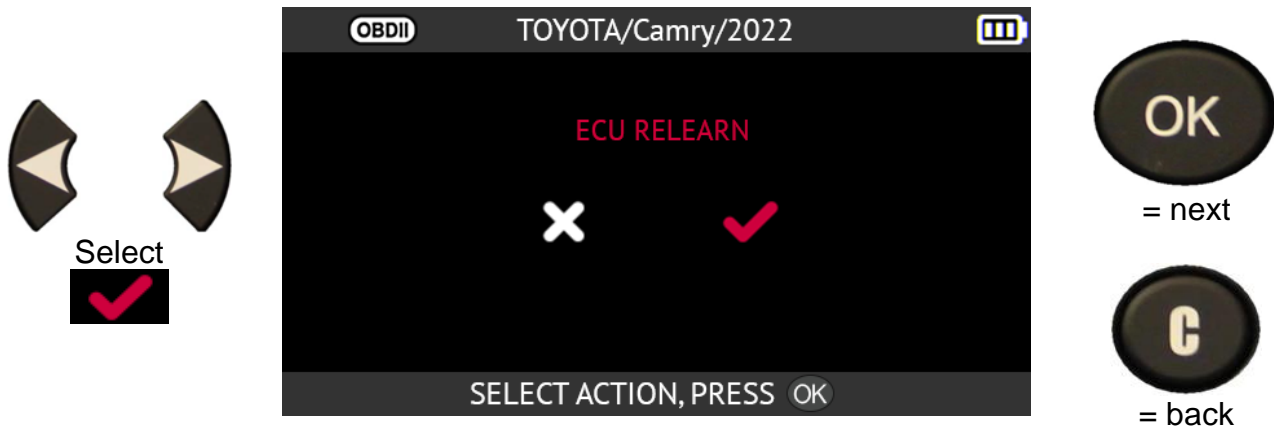 OBDII TOYOTA/Camry/2022
ECU RELEARN
SELECT ACTION, PRESS OK
Select
OK
= next
C
= back